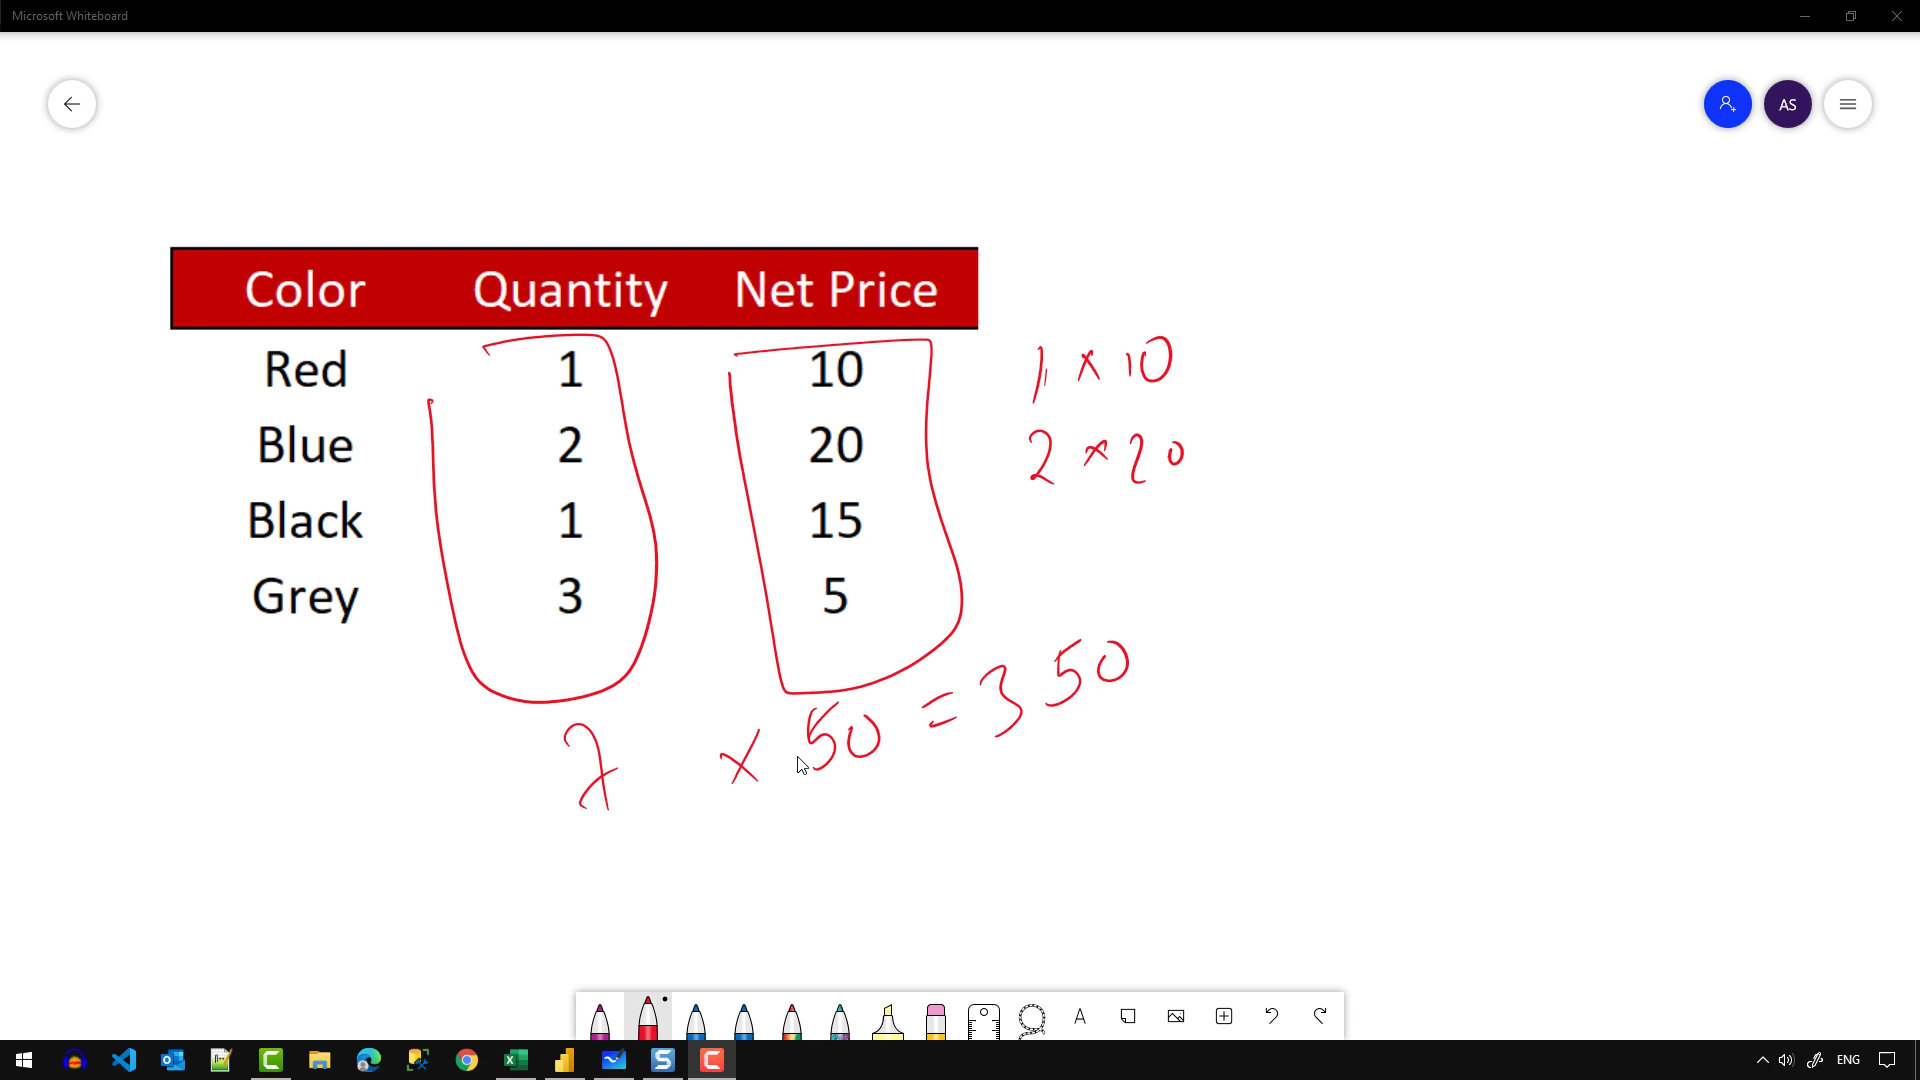 Microsoft Whiteboard
AS
Color Quantity Net Price
Red 1 10 1 × 10
Blue 2 20 2 × 20
Black 1 15
Grey 3 5
7 × 50 = 350
A
ENG